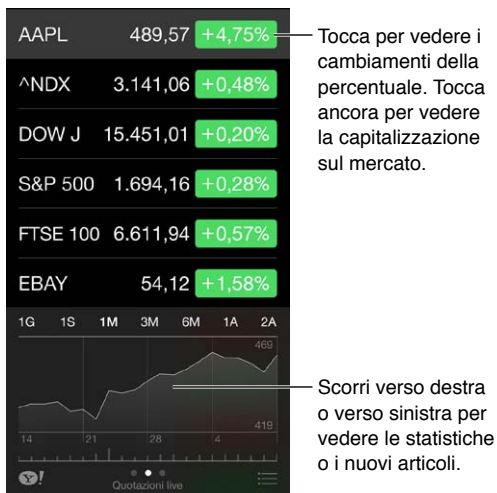 AAPL 489,57 +4,75%
^NDX 3.141,06 +0,48%
DOW J 15.451,01 +0,20%
S&P 500 1.694,16 +0,28%
FTSE 100 6.611,94 +0,57%
EBAY 54,12 +1,58%
1G 1S 1M 3M 6M 1A 2A
469
419
14 21 28 4
Y!
Quotazioni live
Tocca per vedere i
cambiamenti della
percentuale. Tocca
ancora per vedere
la capitalizzazione
sul mercato.
Scorri verso destra
o verso sinistra per
vedere le statistiche
o i nuovi articoli.